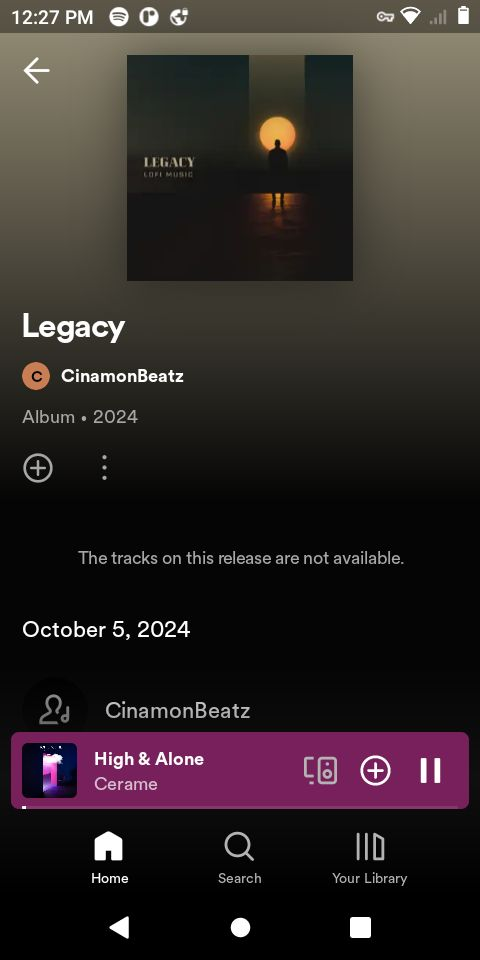 12:27 PM
LEGACY
LOFI MUSIC
Legacy
C CinamonBeatz
Album • 2024
The tracks on this release are not available.
October 5, 2024
CinamonBeatz
High & Alone
Cerame
Home Search Your Library